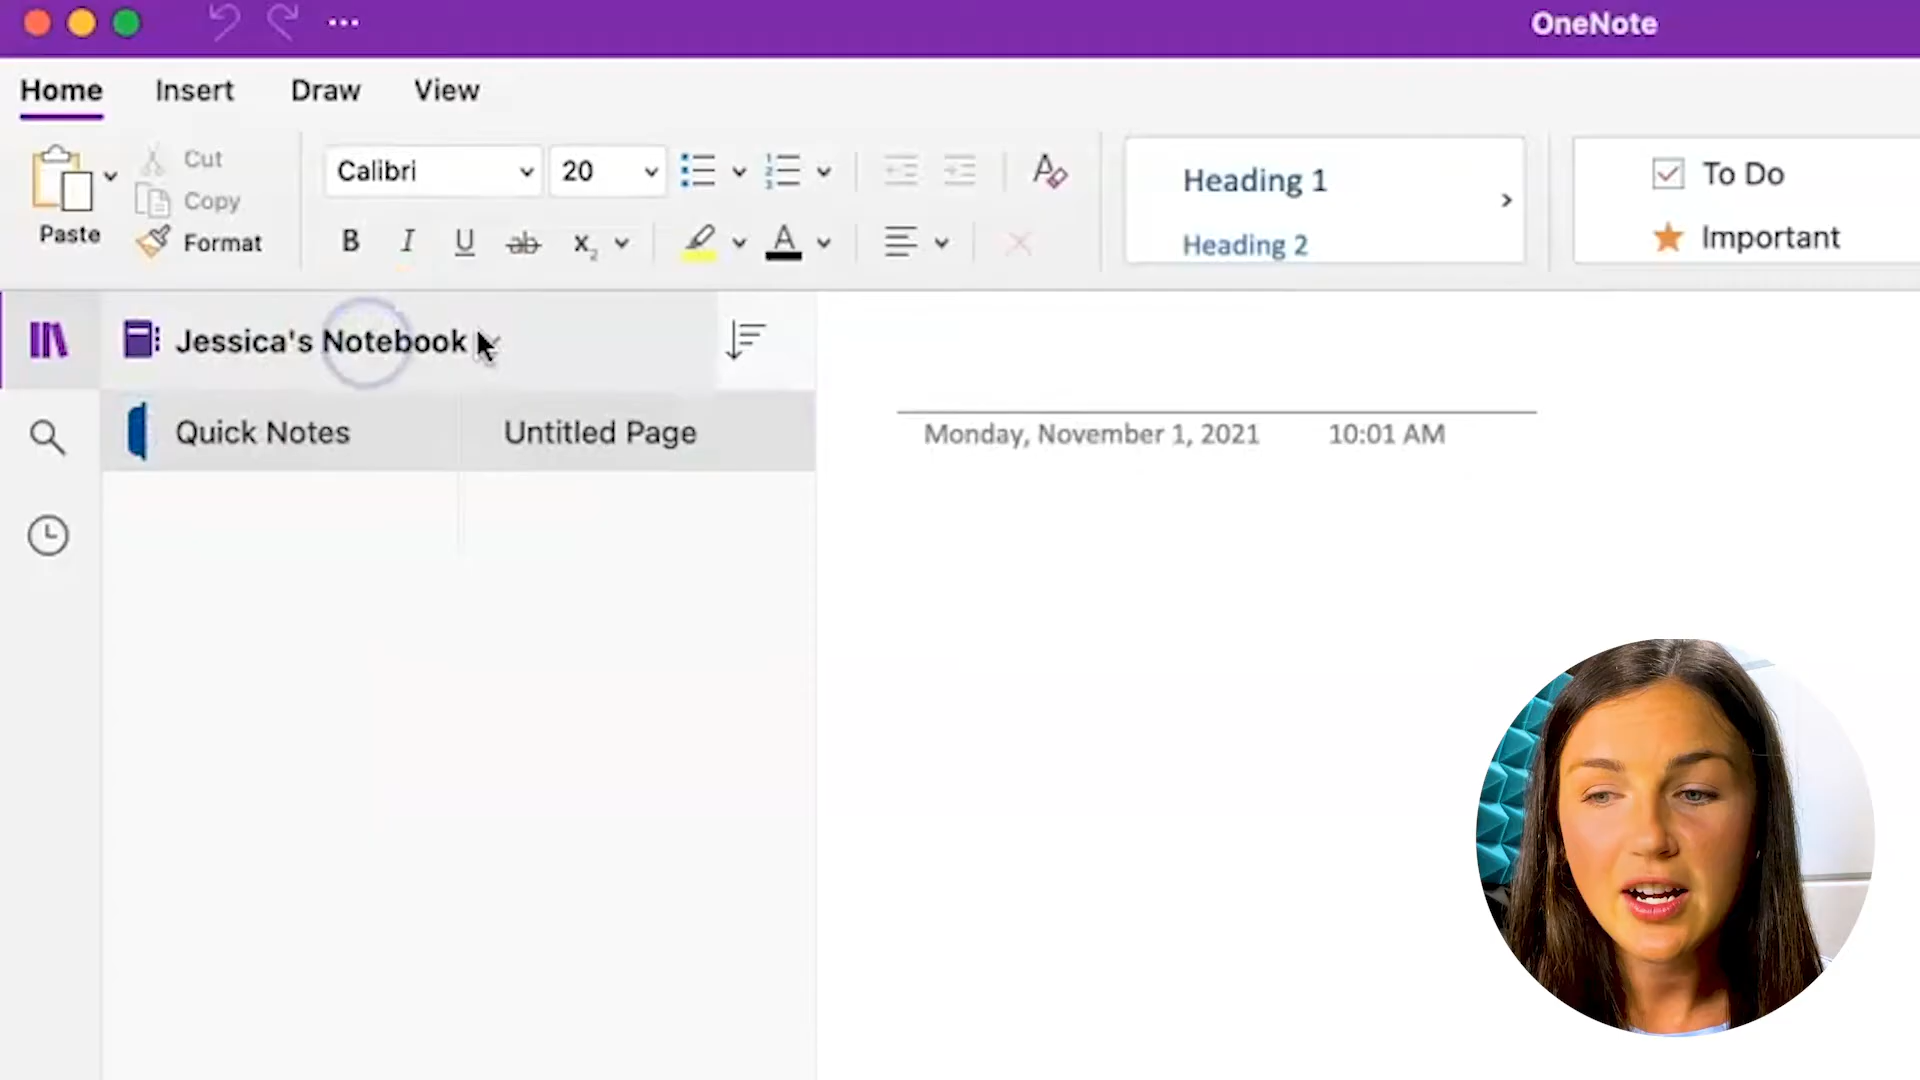 OneNote
Home Insert Draw View
Paste
Cut
Copy
Format
Calibri
20
B I U ab x2 A
Heading 1
Heading 2
To Do
Important
Jessica's Notebook
Quick Notes
Untitled Page
Monday, November 1, 2021 10:01 AM